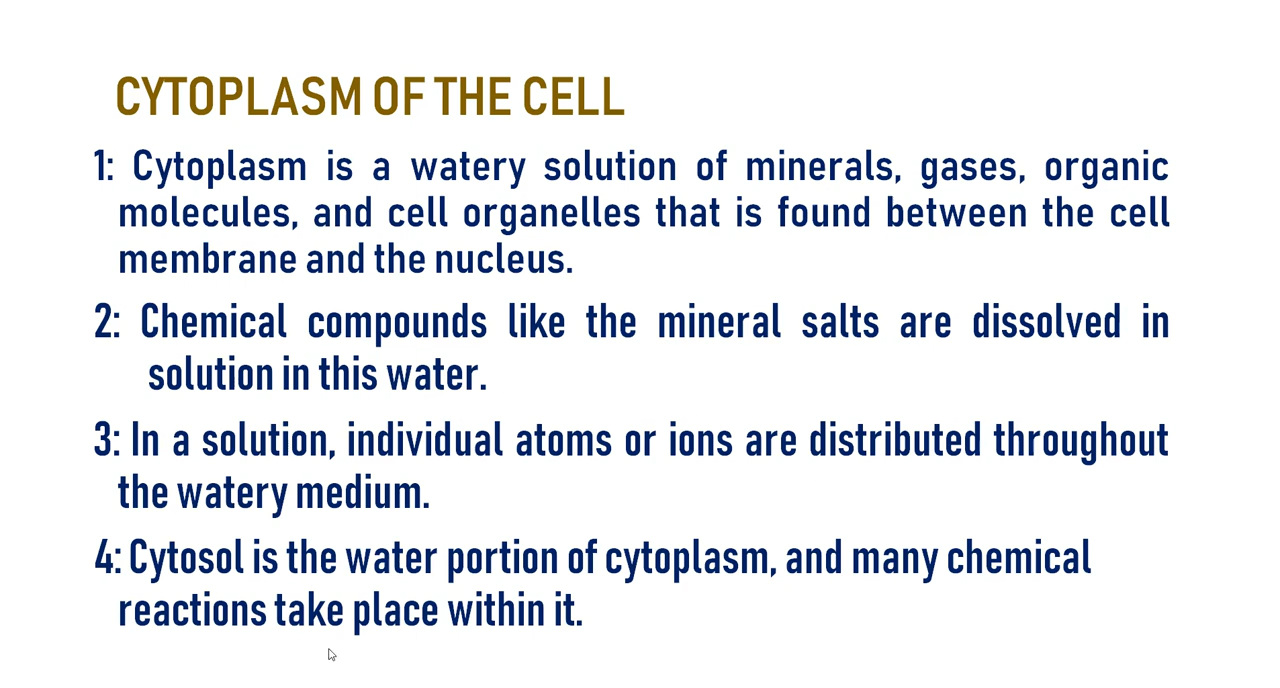 CYTOPLASM OF THE CELL
1: Cytoplasm is a watery solution of minerals, gases, organic
molecules, and cell organelles that is found between the cell
membrane and the nucleus.
2: Chemical compounds like the mineral salts are dissolved in
solution in this water.
3: In a solution, individual atoms or ions are distributed throughout
the watery medium.
4: Cytosol is the water portion of cytoplasm, and many chemical
reactions take place within it.